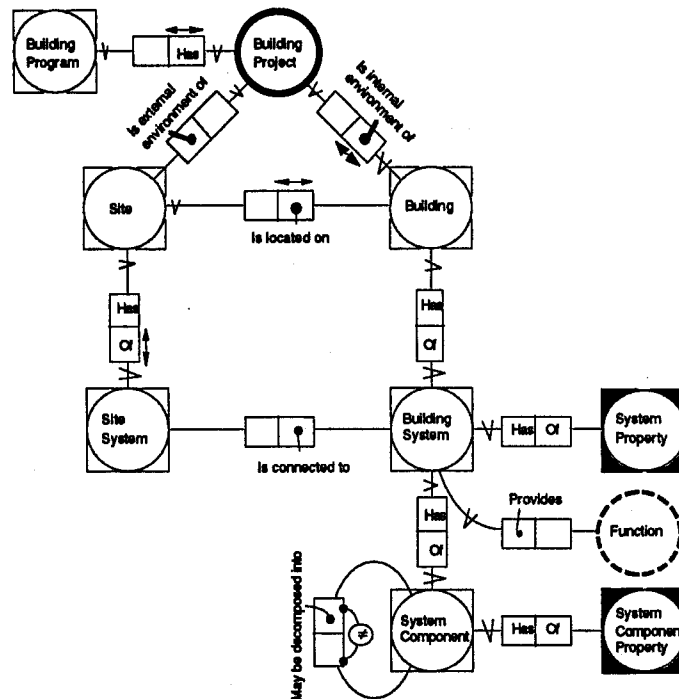 Building
Program
Has
Building
Project
Is external
environment of
Is internal
environment of
Site
Building
Is located on
Has
Of
Has
Of
Site
System
Building
System
Has Of
System
Property
Is connected to
Provides
Function
Has
Of
May be decomposed into
≠
System
Component
Has Of
System
Component
Property